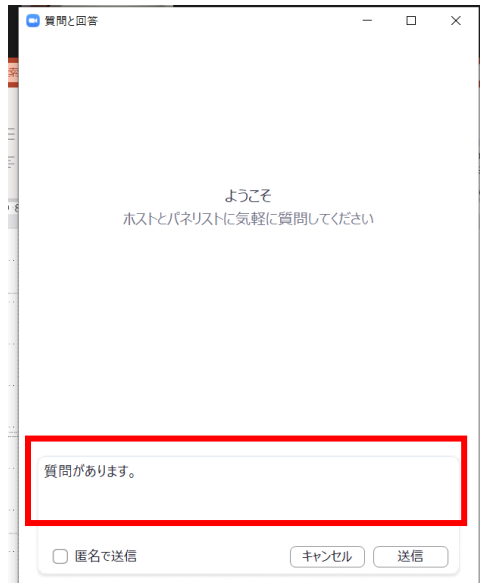 質問と回答
ようこそ
ホストとパネリストに気軽に質問してください
質問があります。
匿名で送信
キャンセル
送信